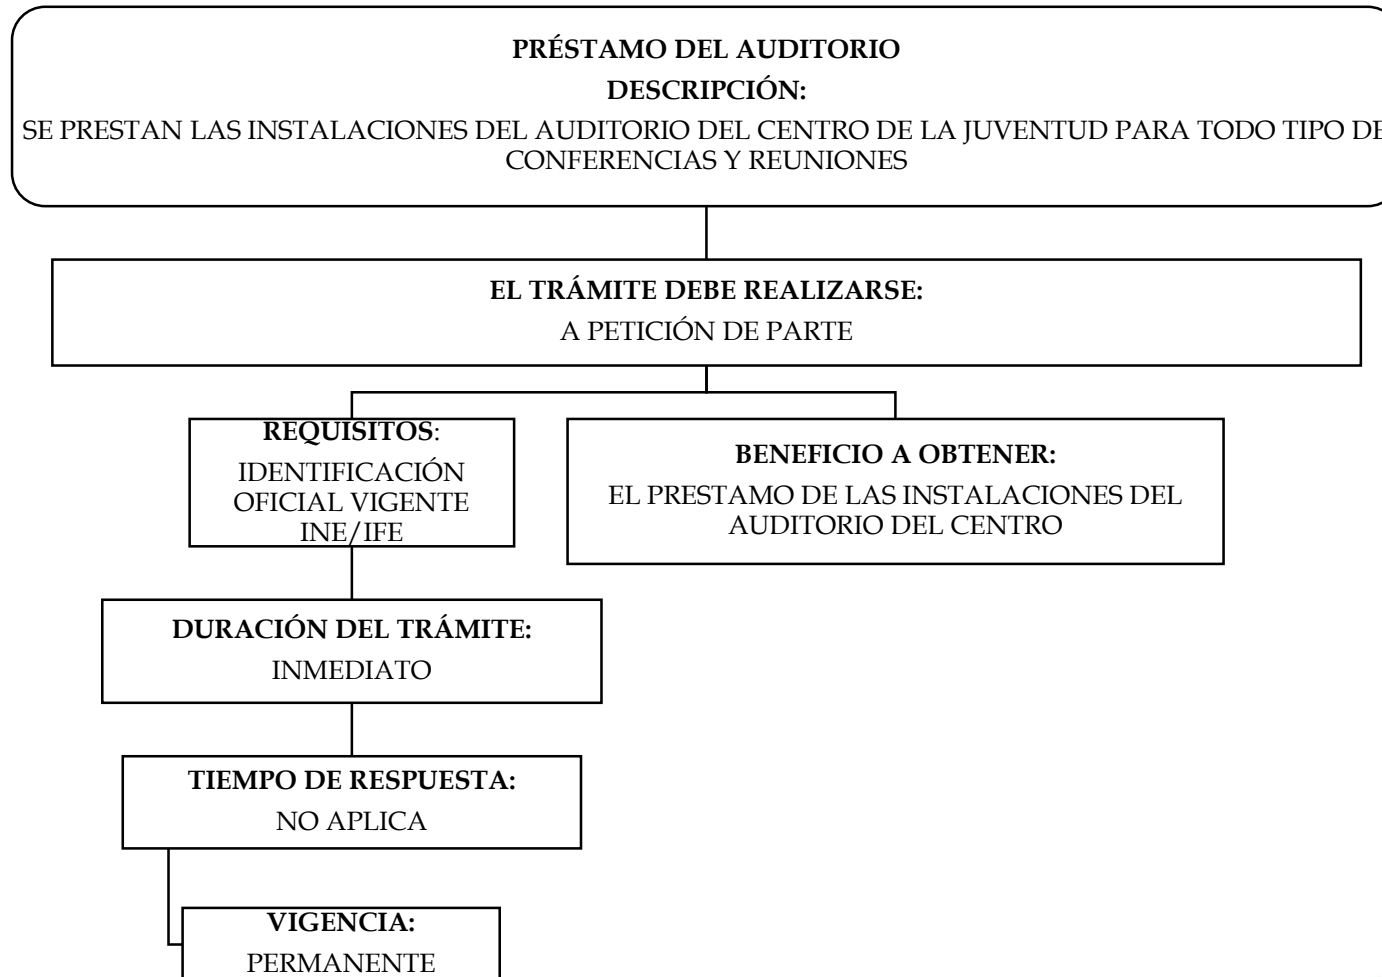 PRÉSTAMO DEL AUDITORIO
DESCRIPCIÓN:
SE PRESTAN LAS INSTALACIONES DEL AUDITORIO DEL CENTRO DE LA JUVENTUD PARA TODO TIPO DE
CONFERENCIAS Y REUNIONES
EL TRÁMITE DEBE REALIZARSE:
A PETICIÓN DE PARTE
REQUISITOS:
IDENTIFICACIÓN
OFICIAL VIGENTE
INE/IFE
BENEFICIO A OBTENER:
EL PRESTAMO DE LAS INSTALACIONES DEL
AUDITORIO DEL CENTRO
DURACIÓN DEL TRÁMITE:
INMEDIATO
TIEMPO DE RESPUESTA:
NO APLICA
VIGENCIA:
PERMANENTE